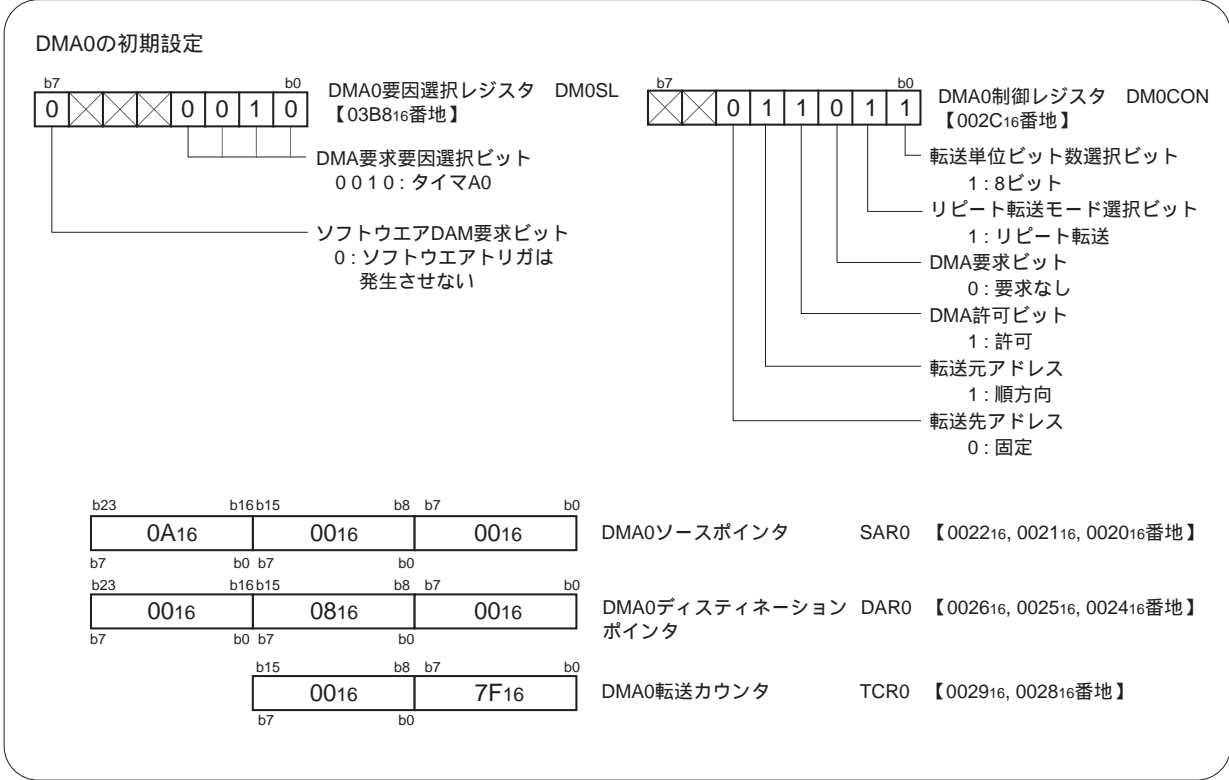 DMA0の初期設定
b7 b0
0 0 0 1 0
DMA0要因選択レジスタ DM0SL
【03B816番地】
DMA要求要因選択ビット
0 0 1 0 : タイマA0
ソフトウエアDAM要求ビット
0 : ソフトウエアトリガは
発生させない
b7 b0
0 1 1 0 1 1
DMA0制御レジスタ DM0CON
【002C16番地】
転送単位ビット数選択ビット
1 : 8ビット
リピート転送モード選択ビット
1 : リピート転送
DMA要求ビット
0 : 要求なし
DMA許可ビット
1 : 許可
転送元アドレス
1 : 順方向
転送先アドレス
0 : 固定
b23 b16 b15 b8 b7 b0
0A16 0016 0016 DMA0ソースポインタ SAR0 【002216, 002116, 002016番地】
b7 b0 b7 b0
b23 b16 b15 b8 b7 b0
0016 0816 0016 DMA0ディスティネーション DAR0 【002616, 002516, 002416番地】
ポインタ
b7 b0 b7 b0
b15 b8 b7 b0
0016 7F16 DMA0転送カウンタ TCR0 【002916, 002816番地】
b7 b0